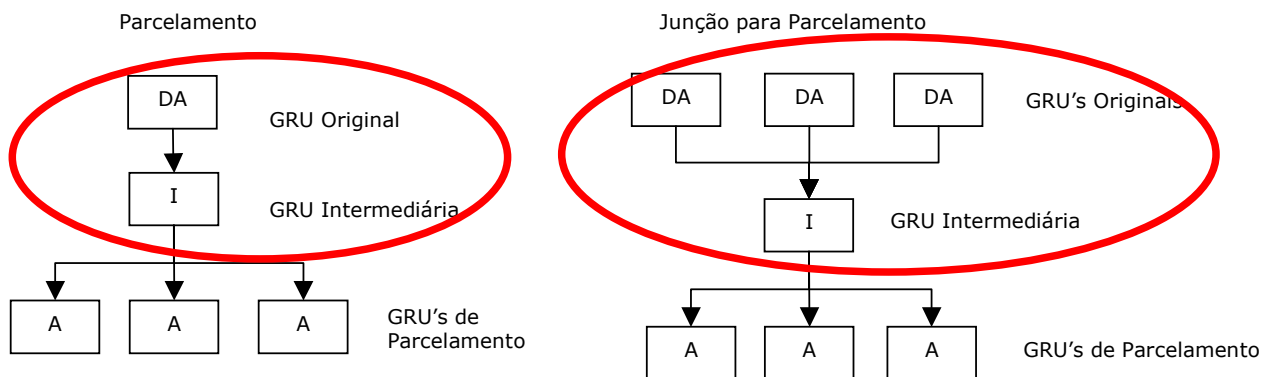 Parcelamento
DA
GRU Original
I
GRU Intermediária
A A A
GRU's de
Parcelamento
Junção para Parcelamento
DA DA DA
GRU's Originais
I
GRU Intermediária
A A A
GRU's de Parcelamento